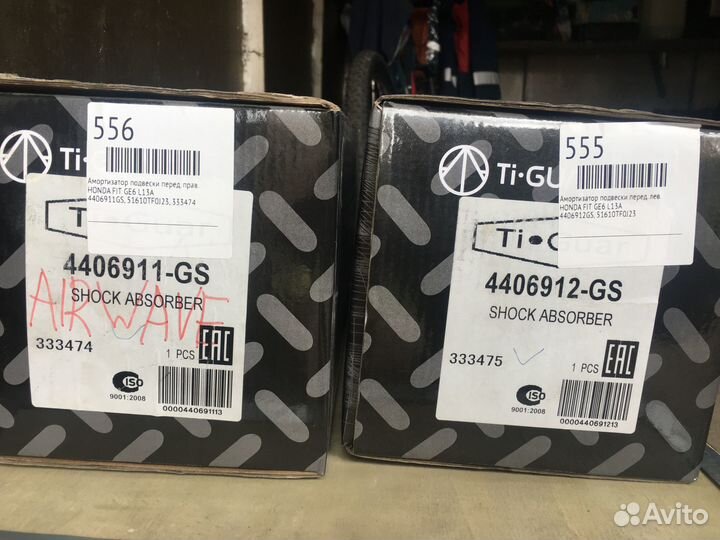 556
Амортизатор подвески перед. прав.
HONDA FIT GE6 L13A
4406911GS, 51610TF0J23, 333474
Ti
Ti Guar
4406911-GS
SHOCK ABSORBER
AIRWAVE
333474
1 PCS
EAC
ISO
9001:2008
0000440691113
555
Амортизатор подвески перед. лев.
HONDA FIT GE6 L13A
4406912GS, 51610TF0J23
Ti·Gu
Ti•Guar
4406912-GS
SHOCK ABSORBER
333475
1 PCS
EAC
ISO
9001:2008
0000440691213
Avito